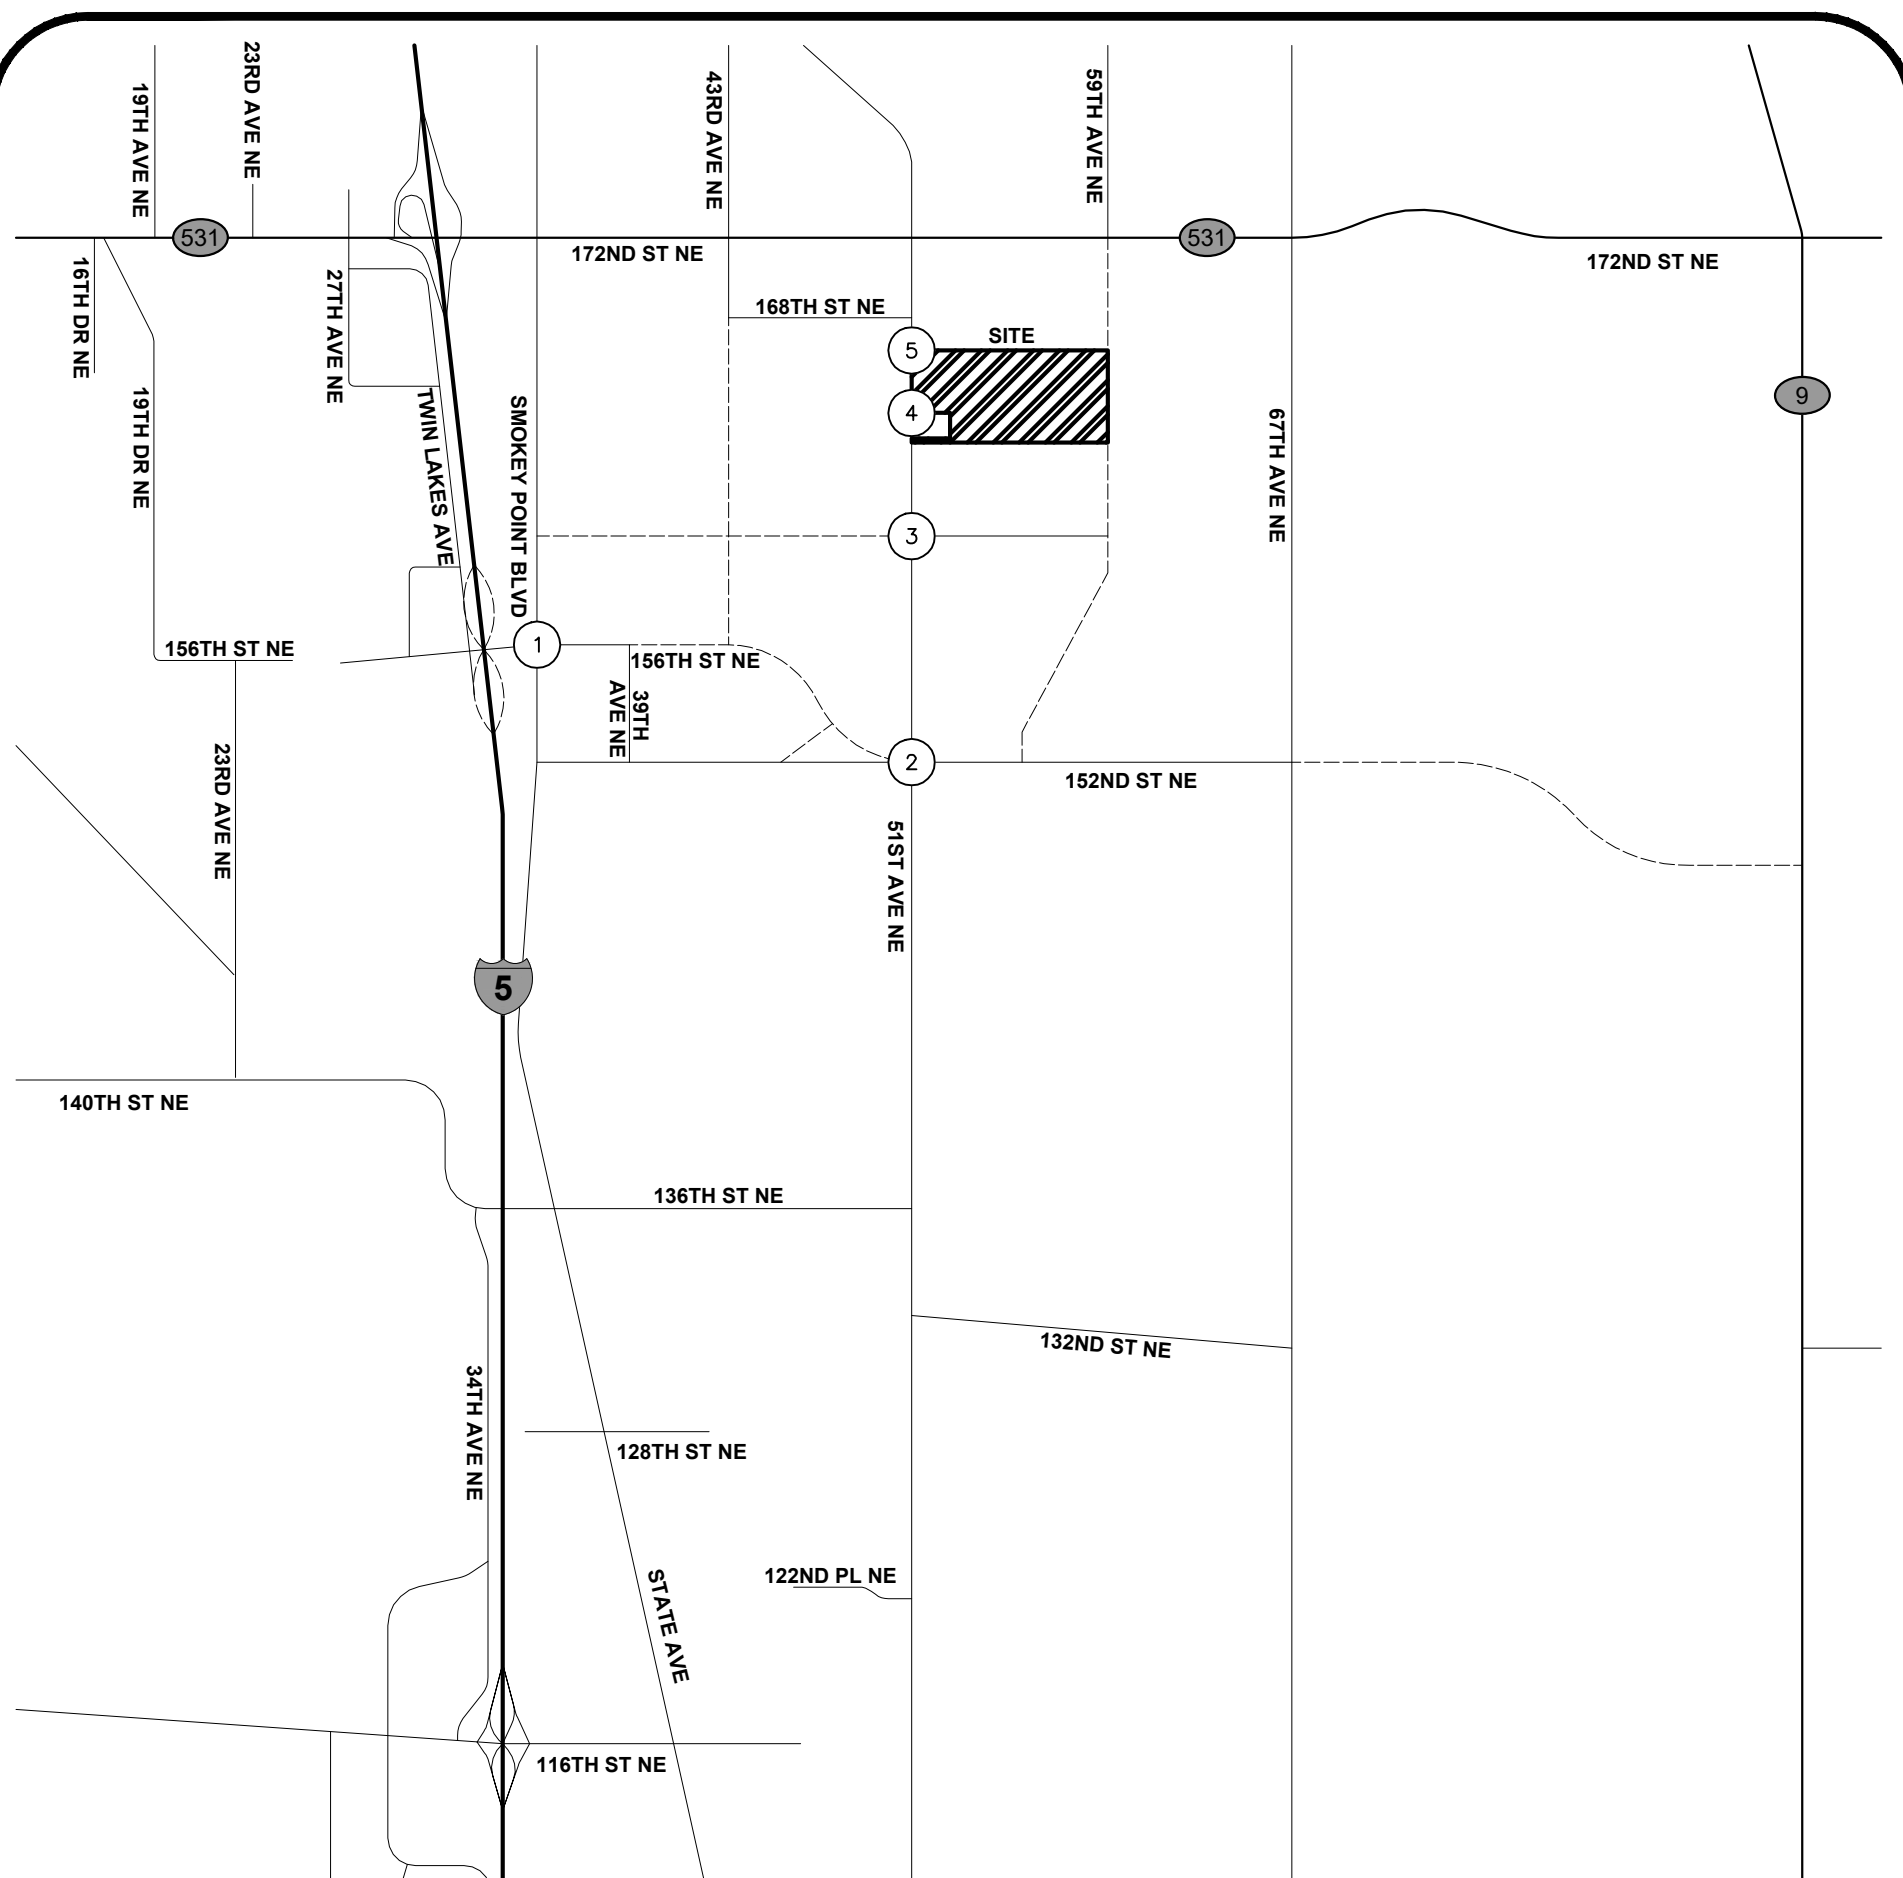 19TH AVE NE
23RD AVE NE
43RD AVE NE
59TH AVE NE
531
172ND ST NE
531
172ND ST NE
16TH DR NE
27TH AVE NE
168TH ST NE
SITE
5
4
9
19TH DR NE
TWIN LAKES AVE
SMOKEY POINT BLVD
67TH AVE NE
3
156TH ST NE
1
156TH ST NE
39TH
AVE NE
2
152ND ST NE
23RD AVE NE
51ST AVE NE
5
140TH ST NE
136TH ST NE
132ND ST NE
34TH AVE NE
128TH ST NE
122ND PL NE
STATE AVE
116TH ST NE